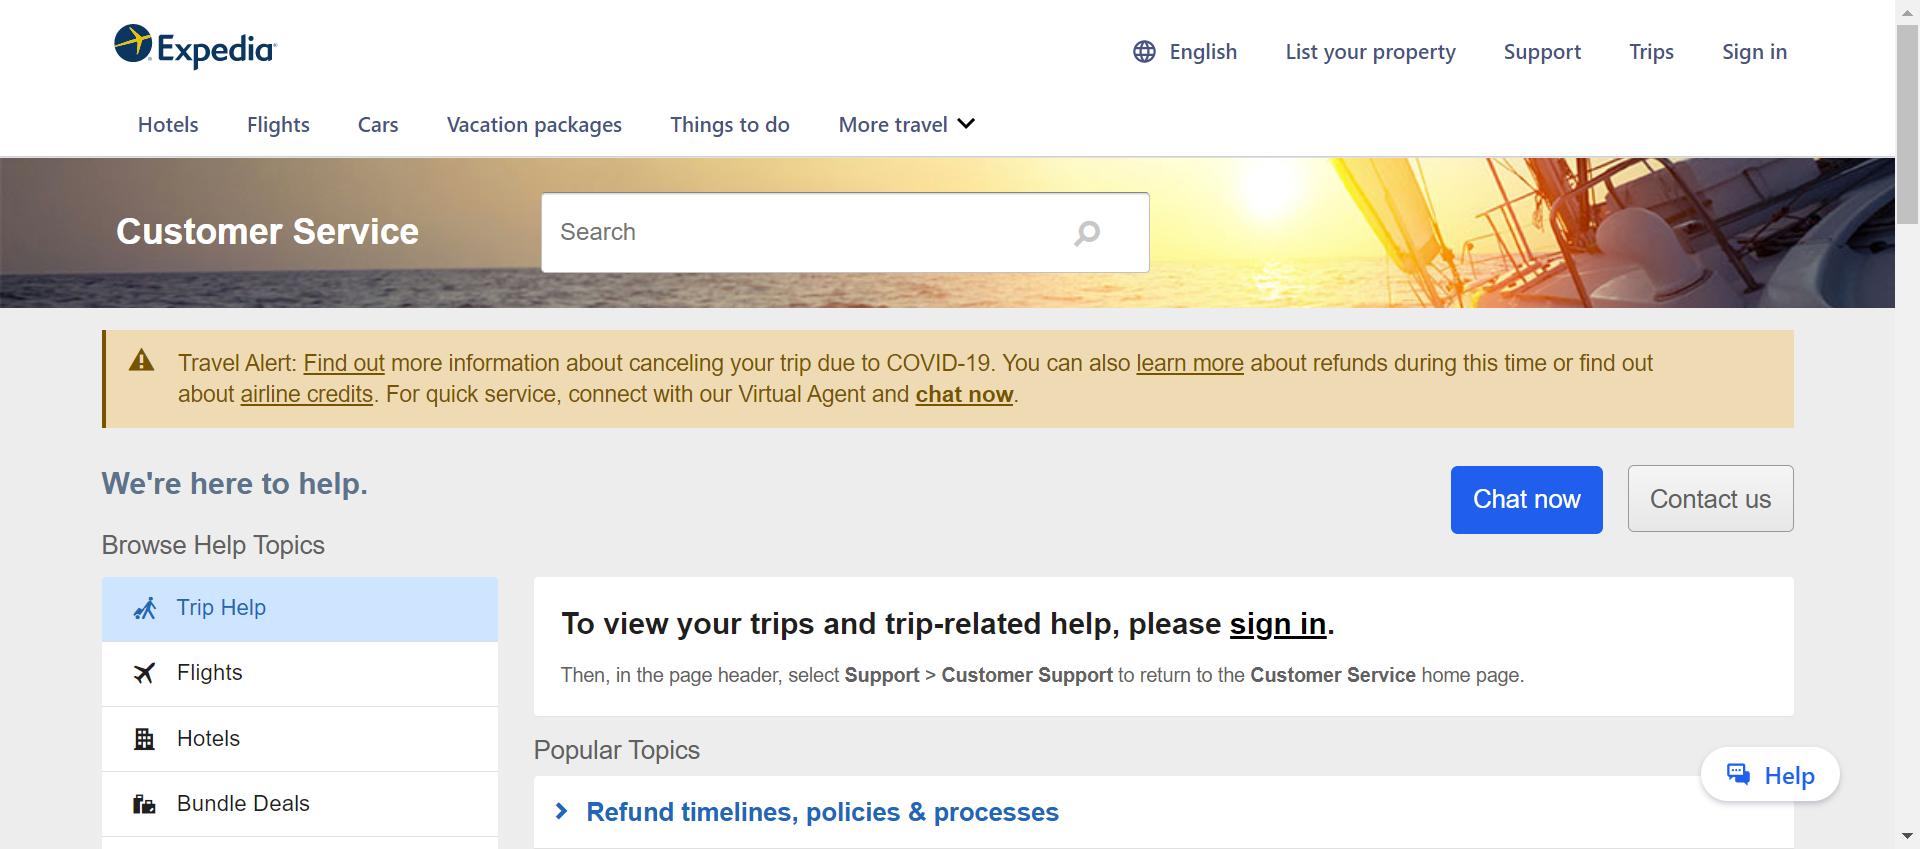 Expedia
English
List your property
Support
Trips
Sign in
Hotels
Flights
Cars
Vacation packages
Things to do
More travel
Customer Service
Search
Travel Alert: Find out more information about canceling your trip due to COVID-19. You can also learn more about refunds during this time or find out
about airline credits. For quick service, connect with our Virtual Agent and chat now.
We're here to help.
Chat now
Contact us
Browse Help Topics
Trip Help
Flights
Hotels
Bundle Deals
To view your trips and trip-related help, please sign in.
Then, in the page header, select Support > Customer Support to return to the Customer Service home page.
Popular Topics
Refund timelines, policies & processes
Help